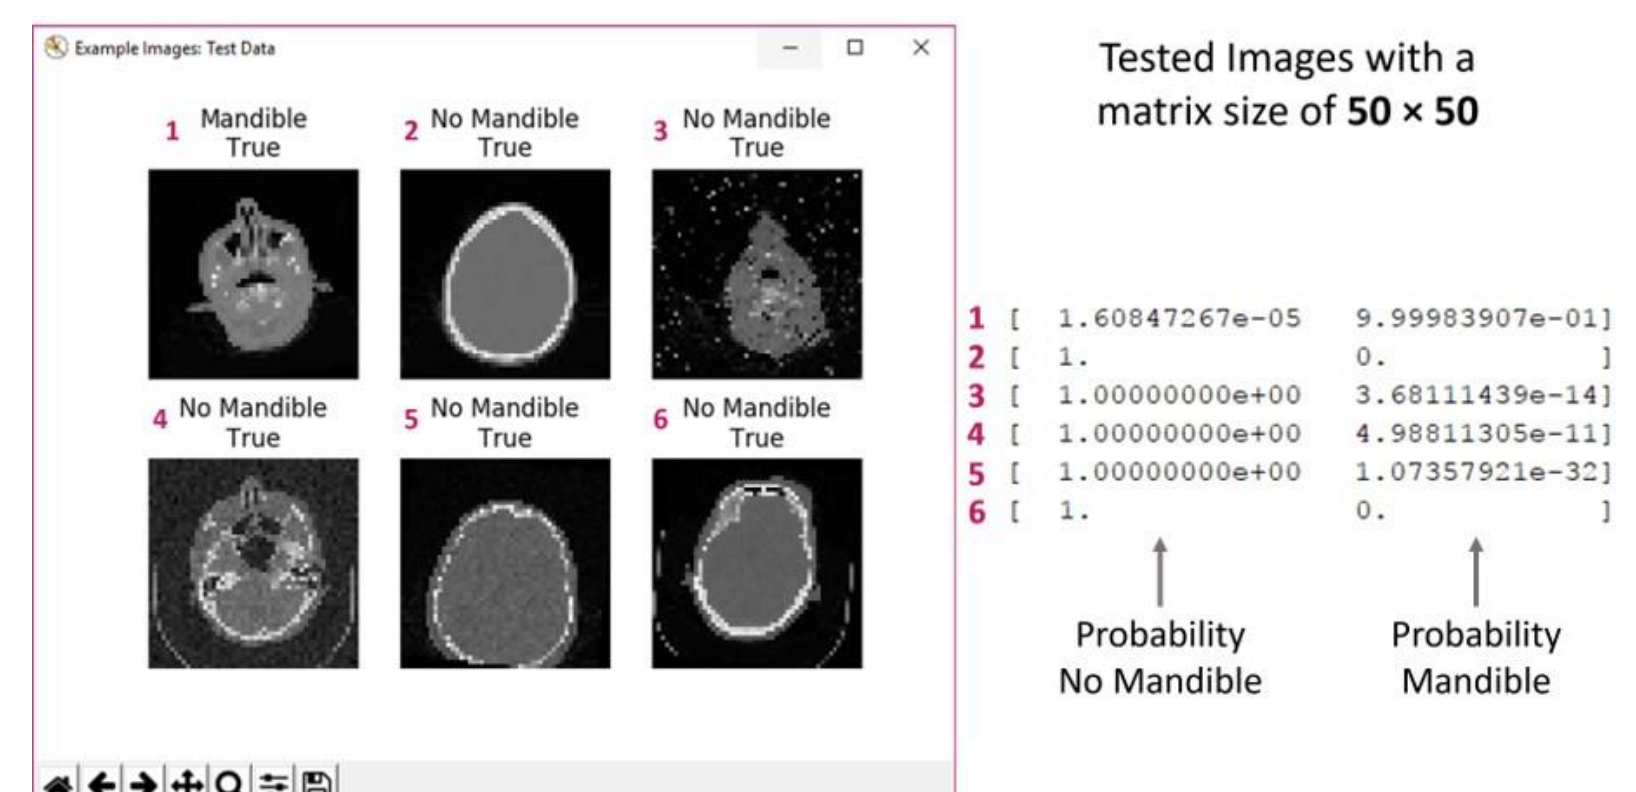 Example Images: Test Data
Tested Images with a
matrix size of 50 × 50
1 Mandible
True
2 No Mandible
True
3 No Mandible
True
4 No Mandible
True
5 No Mandible
True
6 No Mandible
True
1 [ 1.60847267e-05 9.99983907e-01]
2 [ 1. 0. ]
3 [ 1.00000000e+00 3.68111439e-14]
4 [ 1.00000000e+00 4.98811305e-11]
5 [ 1.00000000e+00 1.07357921e-32]
6 [ 1. 0. ]
Probability
No Mandible
Probability
Mandible